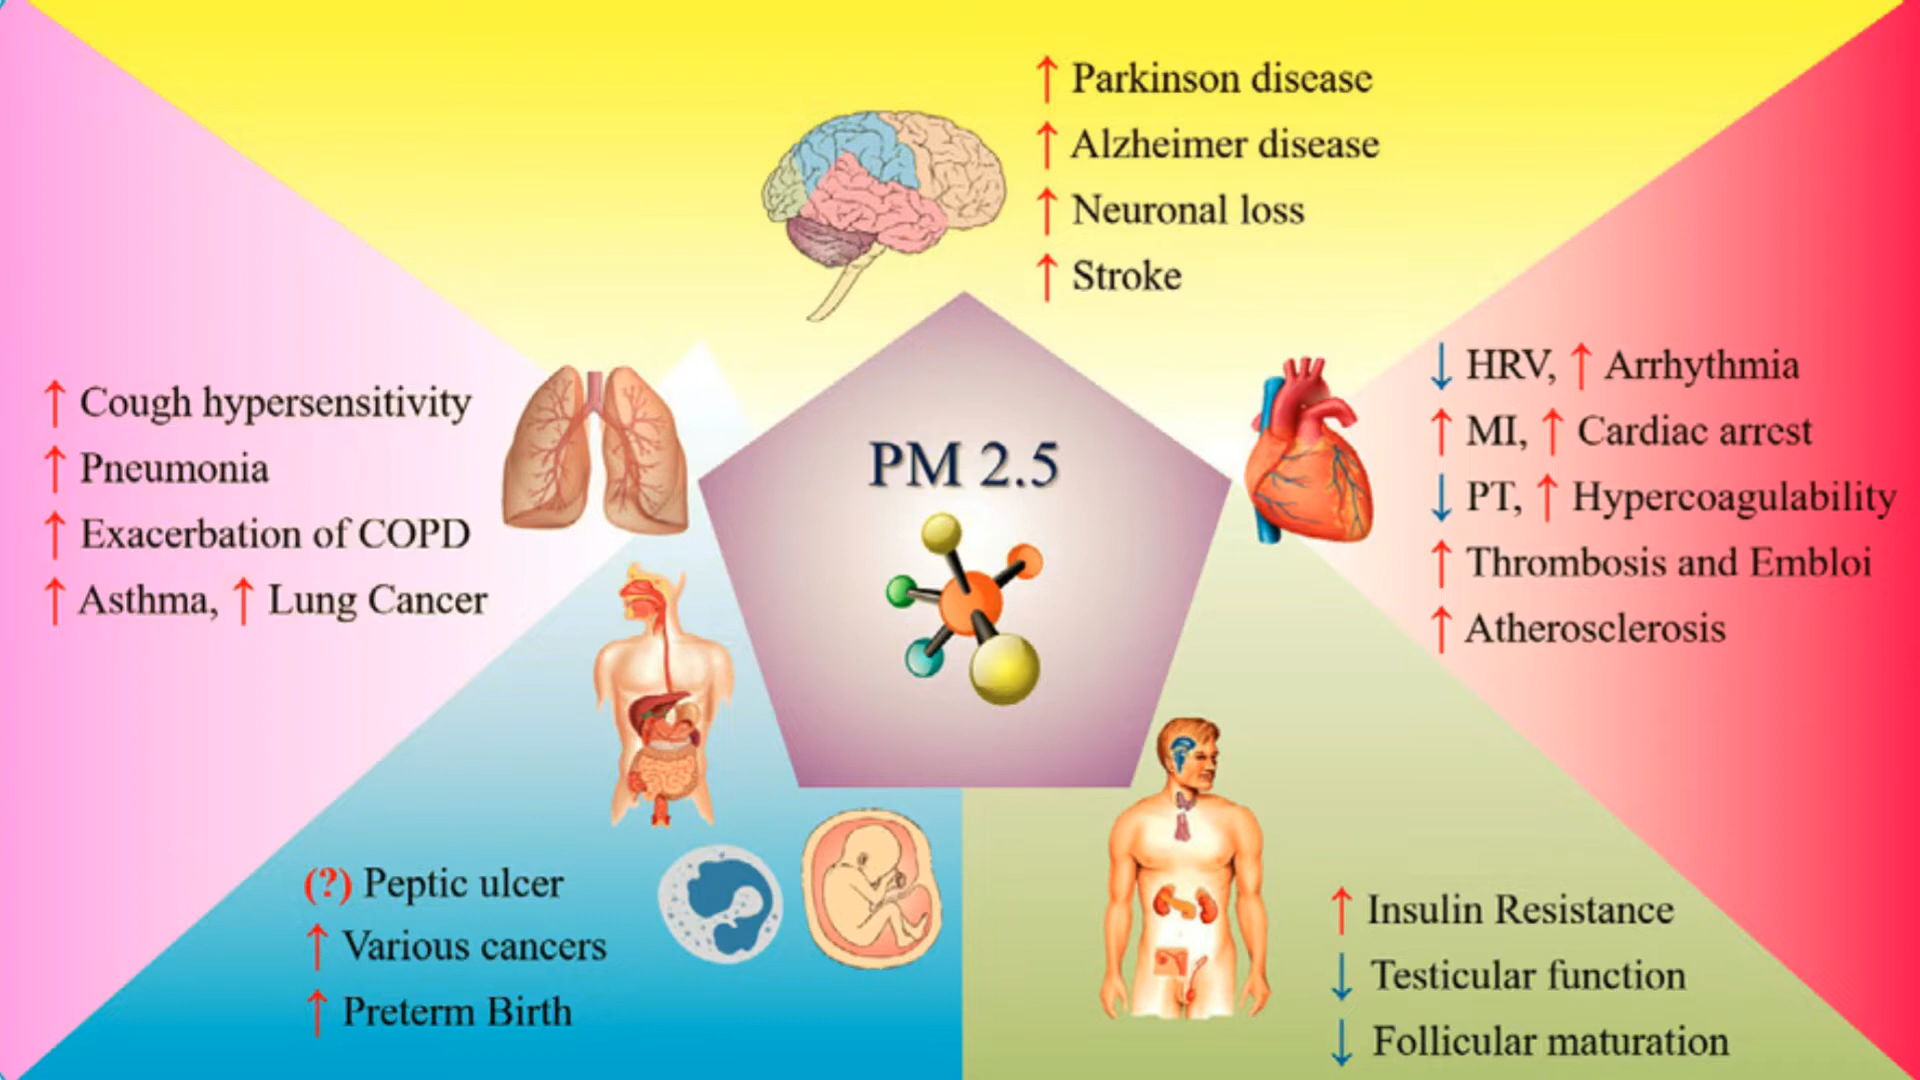 ↑ Parkinson disease
↑ Alzheimer disease
↑ Neuronal loss
↑ Stroke
↑ Cough hypersensitivity
↑ Pneumonia
↑ Exacerbation of COPD
↑ Asthma, ↑ Lung Cancer
PM 2.5
↓ HRV, ↑ Arrhythmia
↑ MI, ↑ Cardiac arrest
↓ PT, ↑ Hypercoagulability
↑ Thrombosis and Embloi
↑ Atherosclerosis
(?) Peptic ulcer
↑ Various cancers
↑ Preterm Birth
↑ Insulin Resistance
↓ Testicular function
↓ Follicular maturation